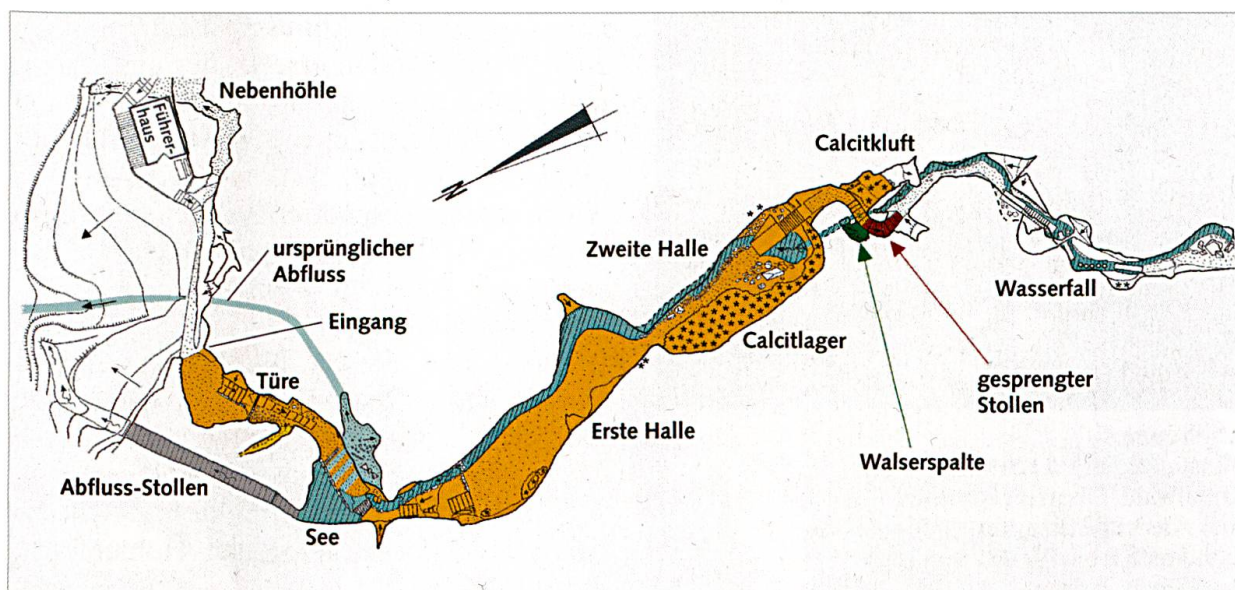 Nebenhöhle
Führer-
haus
N
Calcitkluft
ursprünglicher
Abfluss
Zweite Halle
Eingang
Wasserfall
Calcitlager
Türe
gesprengter
Stollen
Erste Halle
Walserspalte
Abfluss-Stollen
See